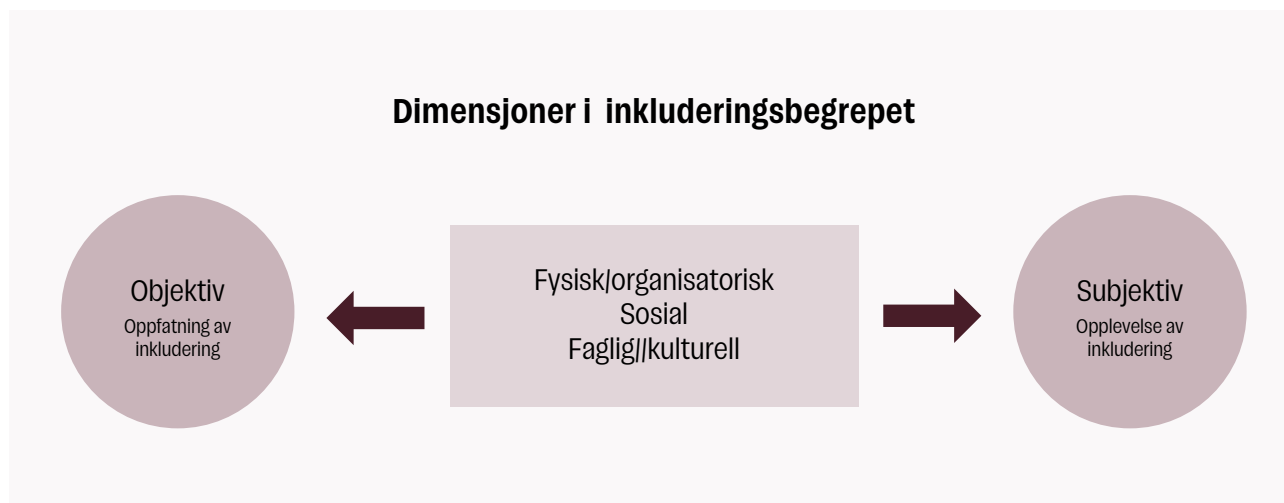 Dimensjoner i inkluderingsbegrepet
Objektiv
Oppfatning av
inkludering
Fysisk/organisatorisk
Sosial
Faglig//kulturell
Subjektiv
Opplevelse av
inkludering